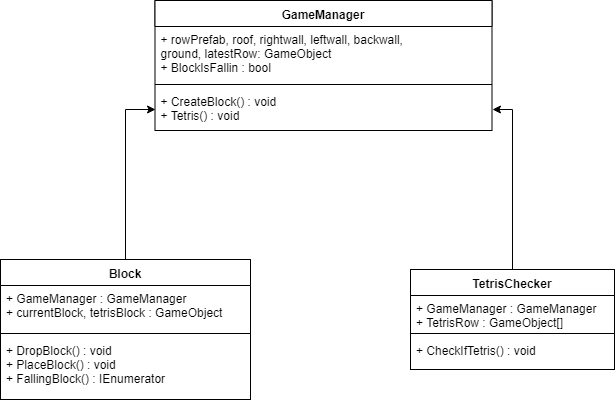 GameManager
+ rowPrefab, roof, rightwall, leftwall, backwall,
ground, latestRow: GameObject
+ BlockIsFallin : bool
+ CreateBlock() : void
+ Tetris() : void
Block
+ GameManager : GameManager
+ currentBlock, tetrisBlock : GameObject
+ DropBlock() : void
+ PlaceBlock() : void
+ FallingBlock() : IEnumerator
TetrisChecker
+ GameManager : GameManager
+ TetrisRow : GameObject[]
+ CheckIfTetris() : void